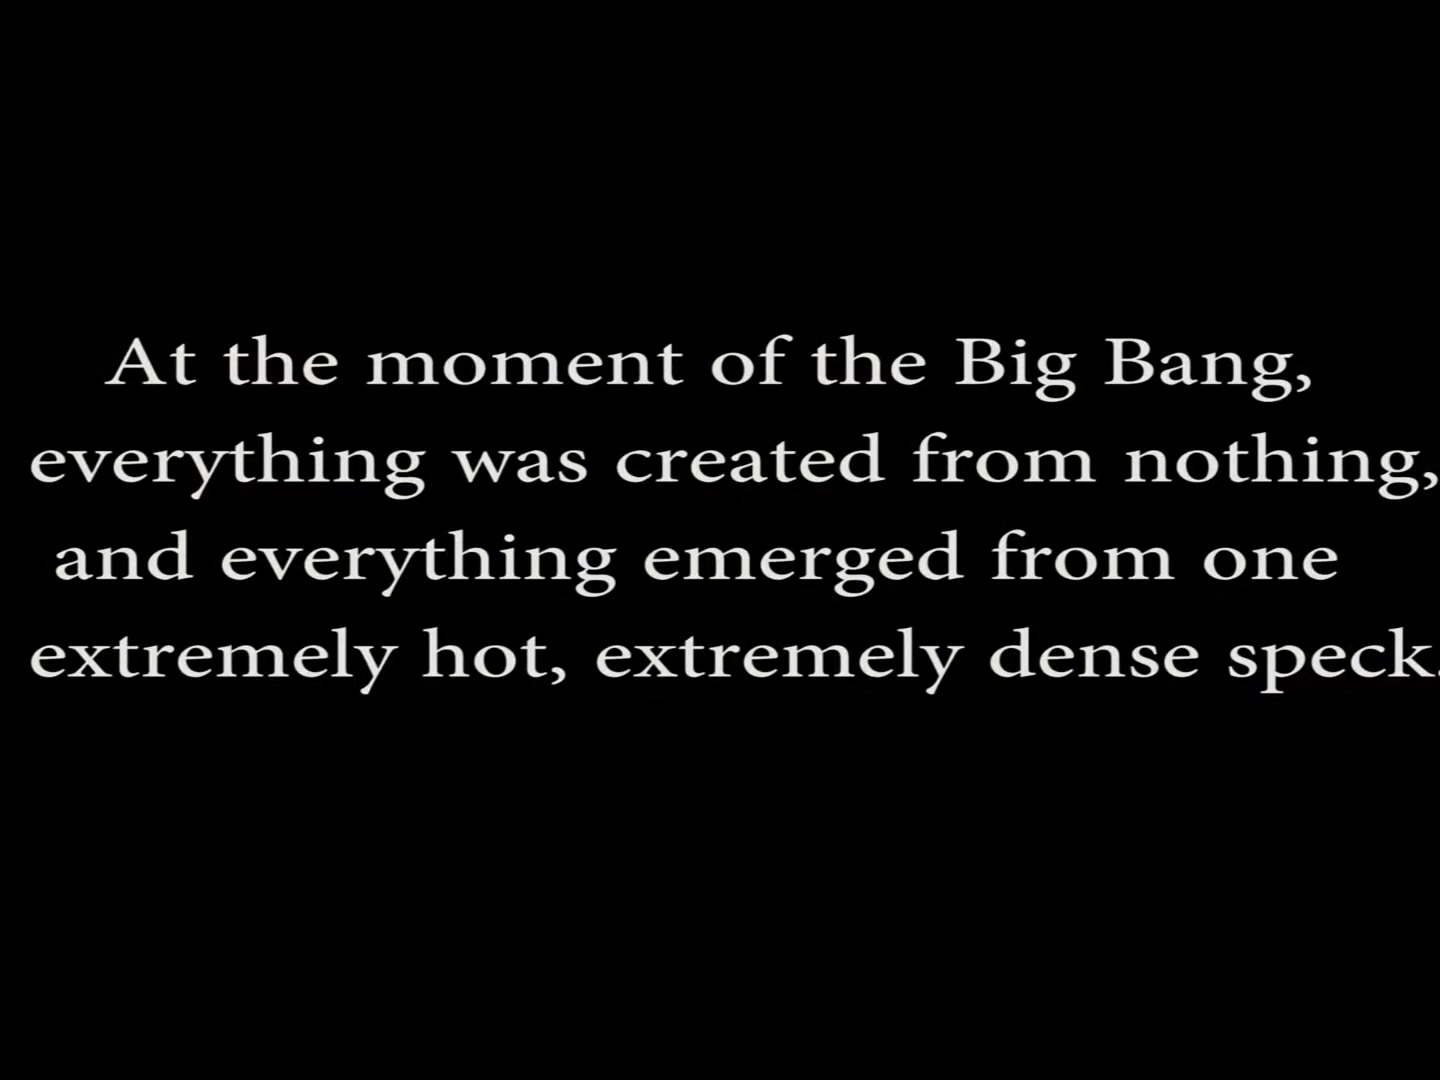 At the moment of the Big Bang,
everything was created from nothing,
and everything emerged from one
extremely hot, extremely dense speck.